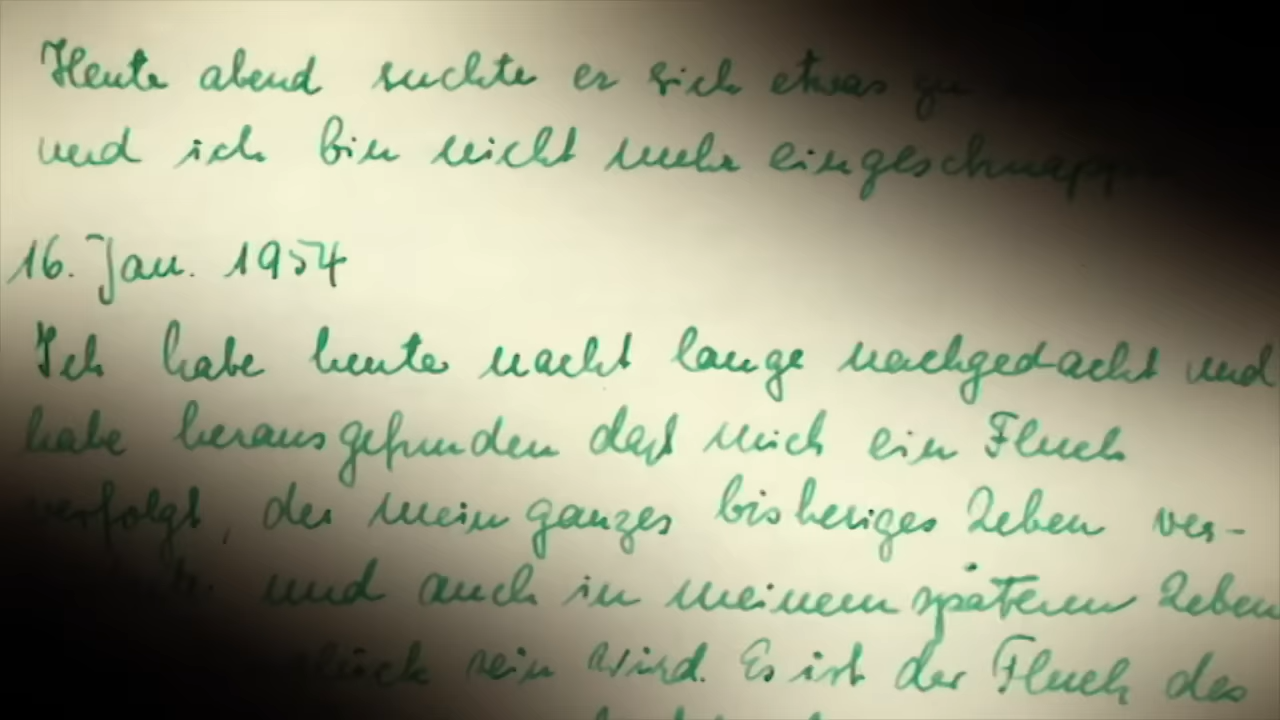 Heute abend suchte er sich etwas zu
und ich bin nicht mehr eingeschnapp
16. Jan. 1954
Ich habe heute nacht lange nachgedacht und
habe herausgefunden daß mich ein Fluch
verfolgt, der mein ganzes bisheriges Leben ver-
und auch in meinem späteren Leben
sein wird. Es ist der Fluch des